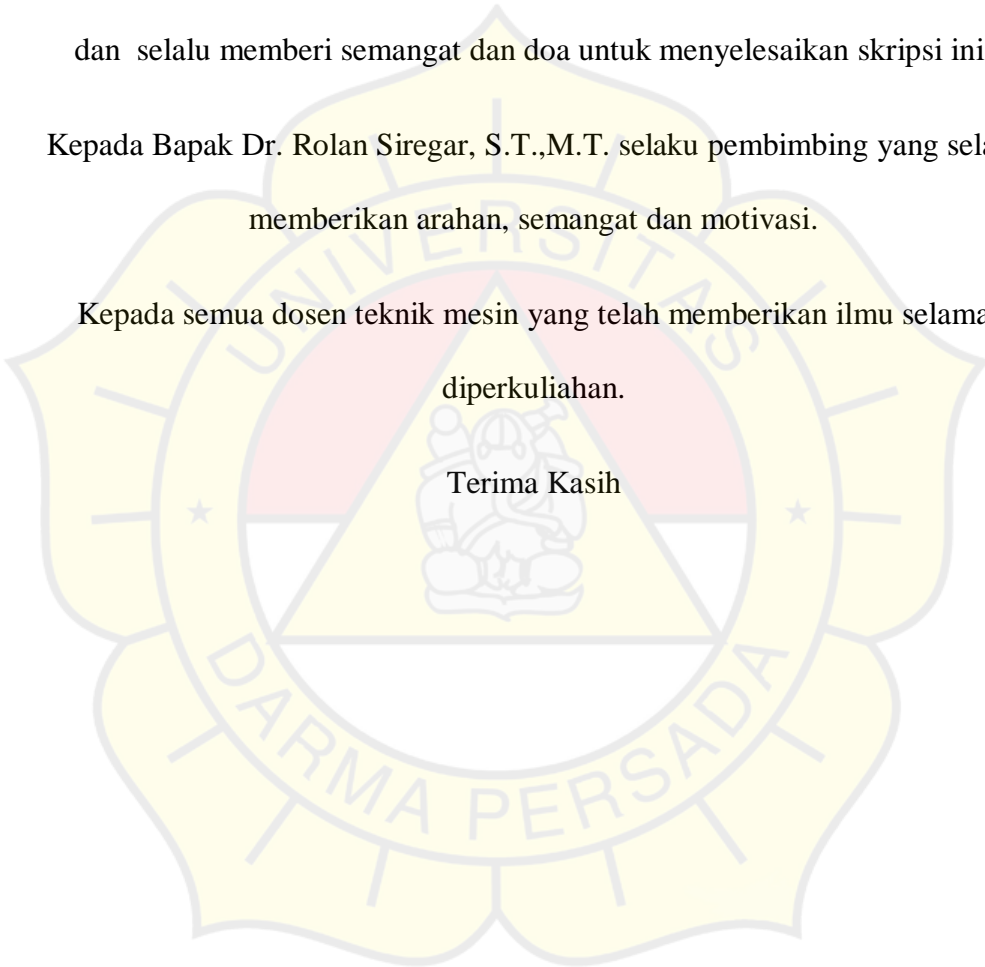 dan selalu memberi semangat dan doa untuk menyelesaikan skripsi ini
Kepada Bapak Dr. Rolan Siregar, S.T.,M.T. selaku pembimbing yang
memberikan arahan, semangat dan motivasi.
Kepada semua dosen teknik mesin yang telah memberikan ilmu selama
diperkuliahan.
Terima Kasih
UNIVERSITAS
DARMA PERSADA